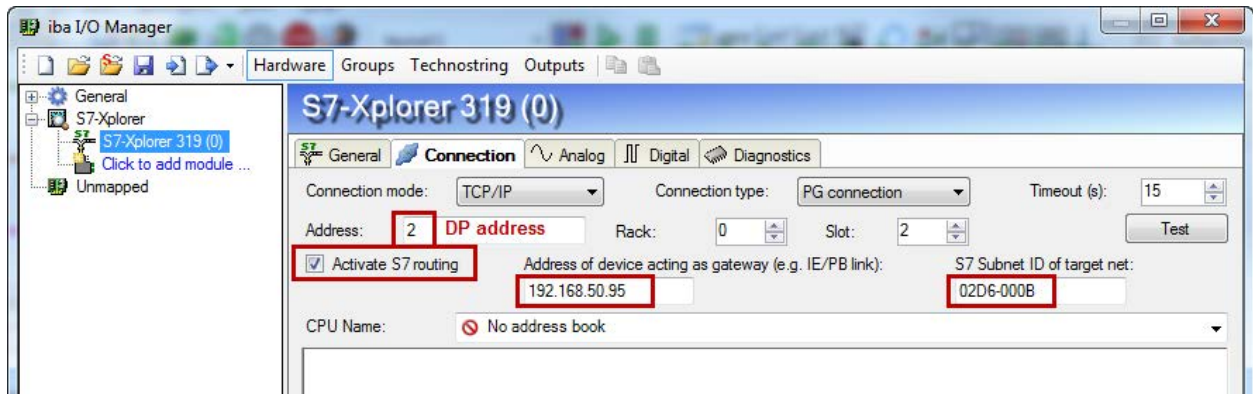 iba I/O Manager
Hardware Groups Technostring Outputs
General
S7-Xplorer
S7-Xplorer 319 (0)
Click to add module ...
Unmapped
S7-Xplorer 319 (0)
General Connection Analog Digital Diagnostics
Connection mode: TCP/IP Connection type: PG connection Timeout (s): 15
Address: 2 DP address Rack: 0 Slot: 2 Test
Activate S7 routing Address of device acting as gateway (e.g. IE/PB link): S7 Subnet ID of target net:
192.168.50.95 02D6-000B
CPU Name: No address book